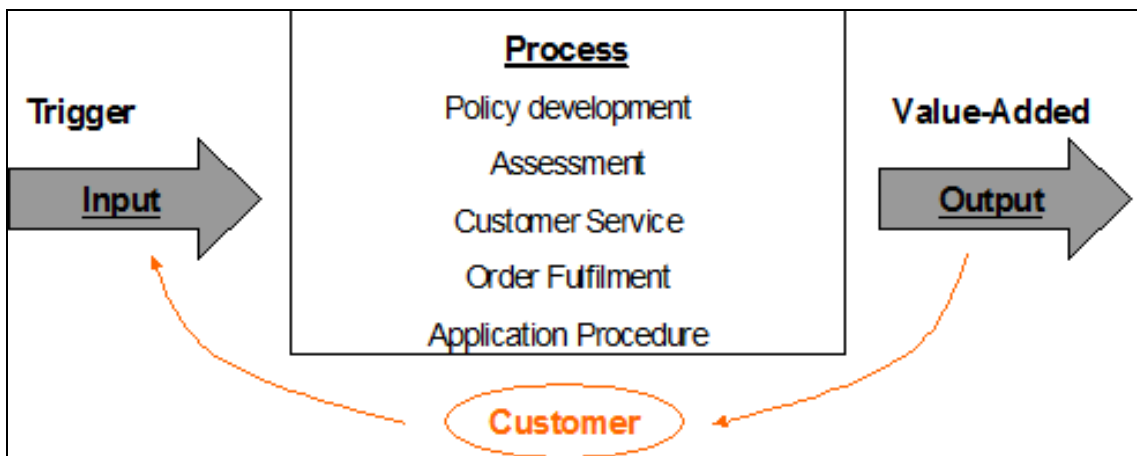 Process
Policy development
Trigger
Value-Added
Assessment
Input
Customer Service
Output
Order Fulfilment
Application Procedure
Customer